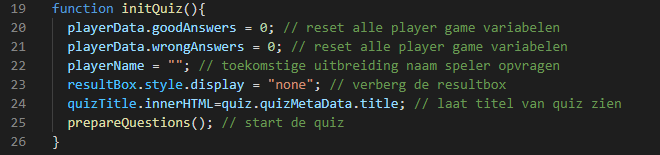 19 function initQuiz(){
20 playerData.goodAnswers = 0; // reset alle player game variabelen
21 playerData.wrongAnswers = 0; // reset alle player game variabelen
22 playerName = ""; // toekomstige uitbreiding naam speler opvragen
23 resultBox.style.display = "none"; // verberg de resultbox
24 quizTitle.innerHTML=quiz.quizMetaData.title; // laat titel van quiz zien
25 prepareQuestions(); // start de quiz
26 }